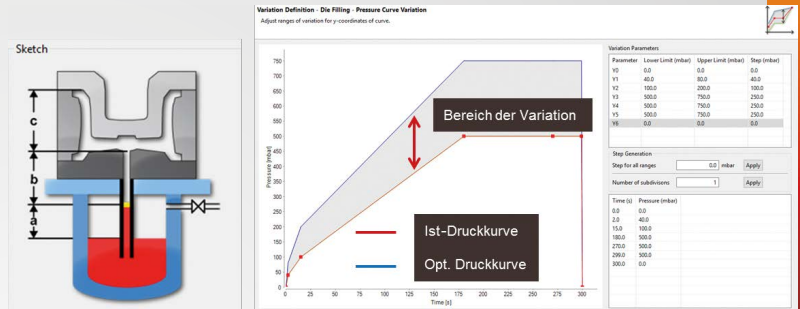 Variation Definition - Die Filling - Pressure Curve Variation
Adjust ranges of variation for y-coordinates of curve.
Sketch
c
b
a
750
700
650
600
550
500
450
400
350
300
250
200
150
100
50
0
Pressure [mbar]
0 25 50 75 100 125 150 175 200 225 250 275 300
Time [s]
Bereich der Variation
Ist-Druckkurve
Opt. Druckkurve
Variation Parameters
Parameter Lower Limit (mbar) Upper Limit (mbar) Step (mbar)
Y0 0.0 0.0 0.0
Y1 40.0 80.0 40.0
Y2 100.0 200.0 100.0
Y3 500.0 750.0 250.0
Y4 500.0 750.0 250.0
Y5 500.0 750.0 250.0
Y6 0.0 0.0 0.0
Step Generation
Step for all ranges 0.0 mbar Apply
Number of subdivisons 1 Apply
Time (s) Pressure (mbar)
0.0 0.0
2.0 40.0
15.0 100.0
180.0 500.0
270.0 500.0
299.0 500.0
300.0 0.0